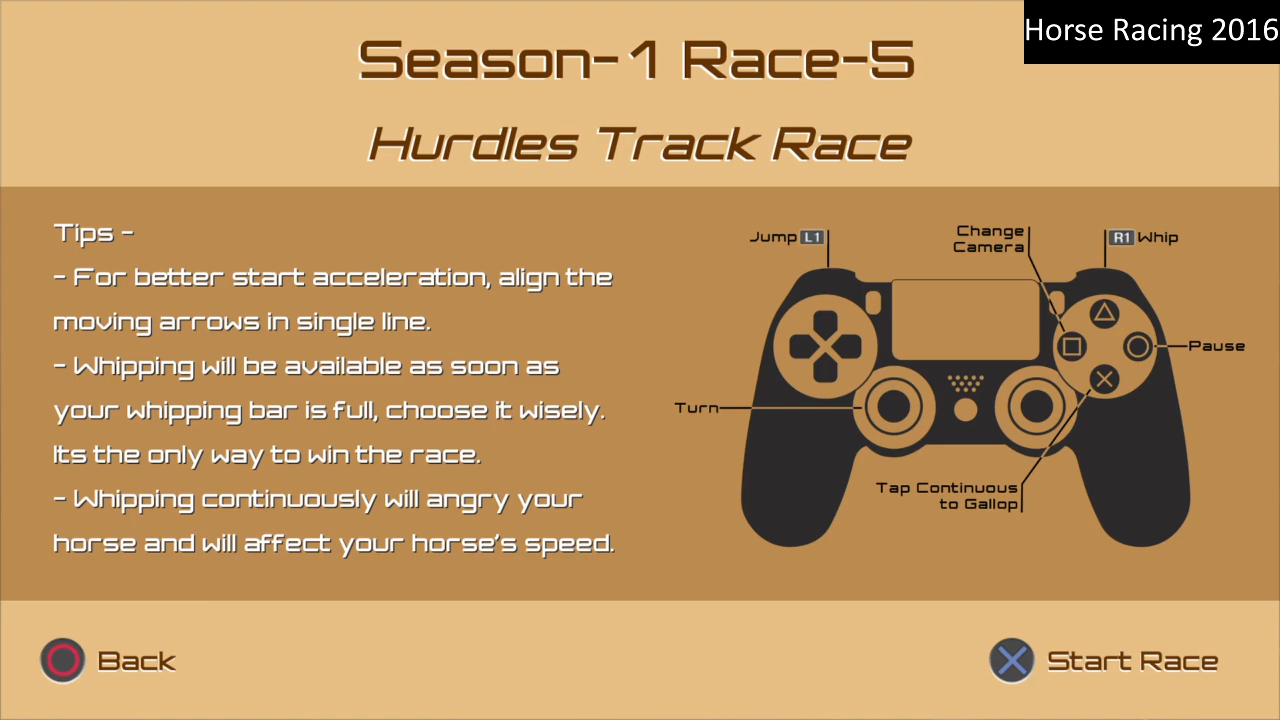 Horse Racing 2016
Season-1 Race-5
Hurdles Track Race
Tips -
- For better start acceleration, align the
moving arrows in single line.
- Whipping will be available as soon as
your whipping bar is full, choose it wisely.
Its the only way to win the race.
- Whipping continuously will angry your
horse and will affect your horse's speed.
Jump L1
Change
Camera
R1 Whip
Pause
Turn
Tap Continuous
to Gallop
Back
Start Race